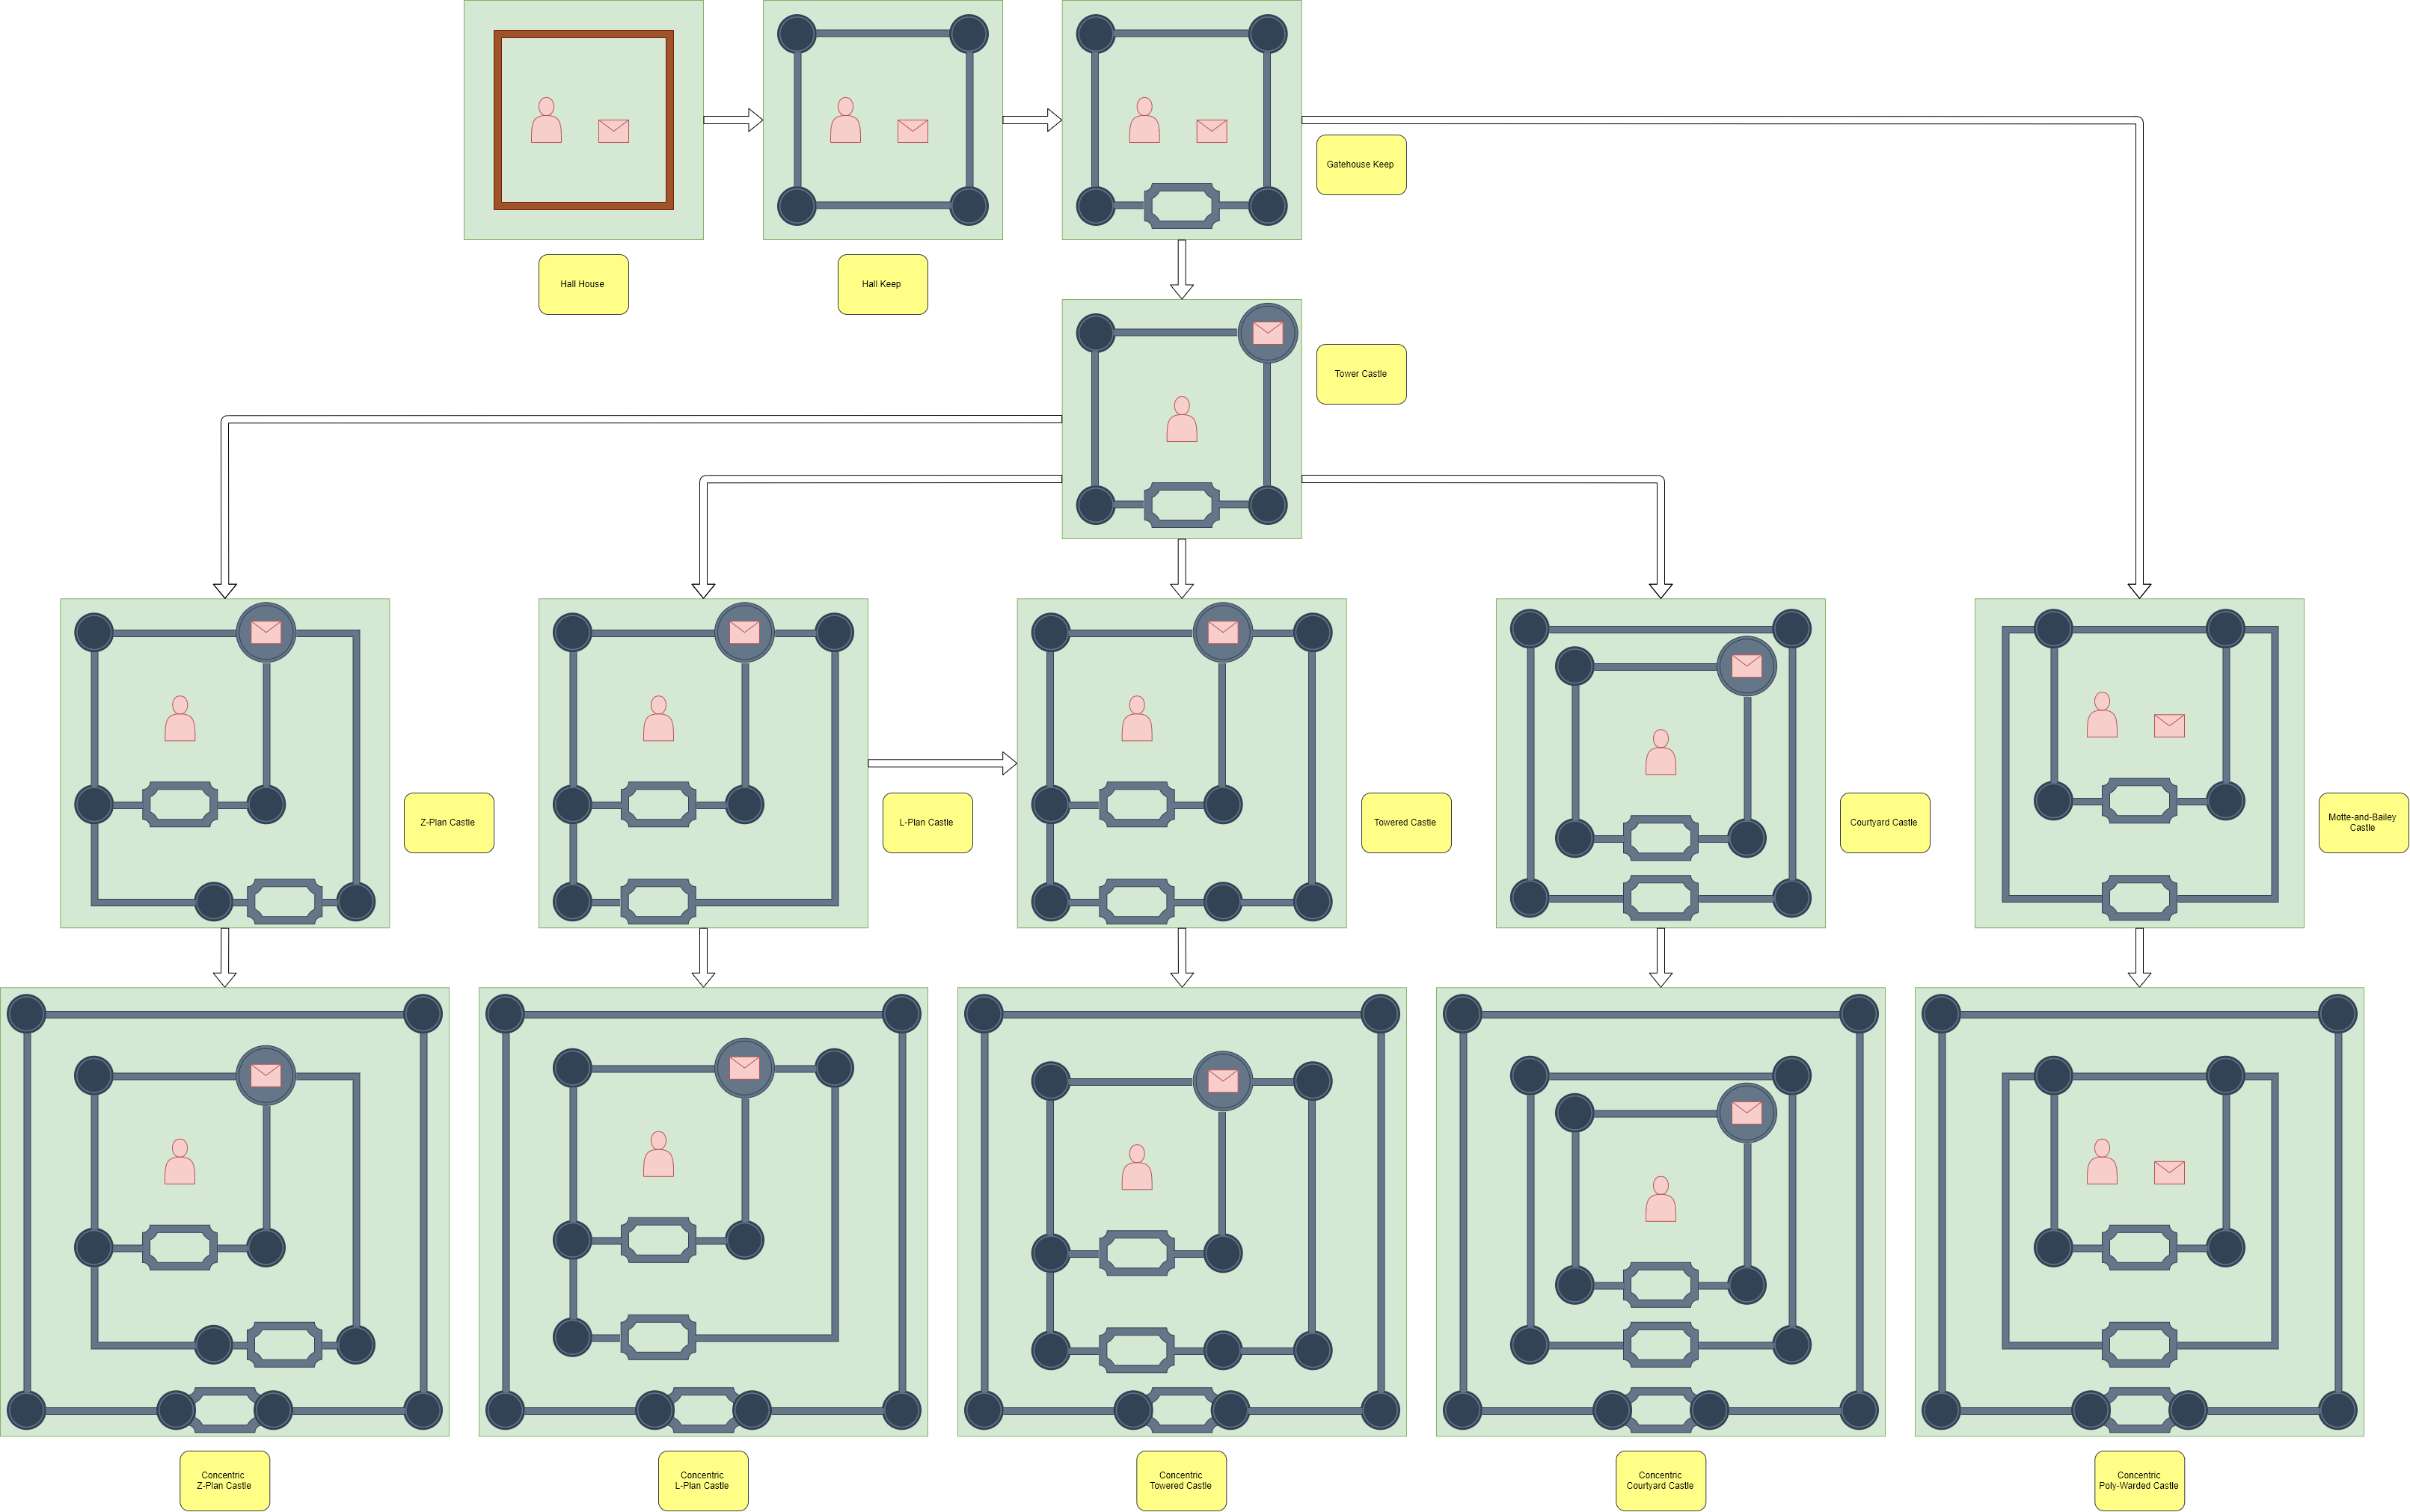 Gatehouse Keep
Hall House
Hall Keep
Tower Castle
Z-Plan Castle
L-Plan Castle
Towered Castle
Courtyard Castle
Motte-and-Bailey
Castle
Concentric
Z-Plan Castle
Concentric
L-Plan Castle
Concentric
Towered Castle
Concentric
Courtyard Castle
Concentric
Poly-Warded Castle